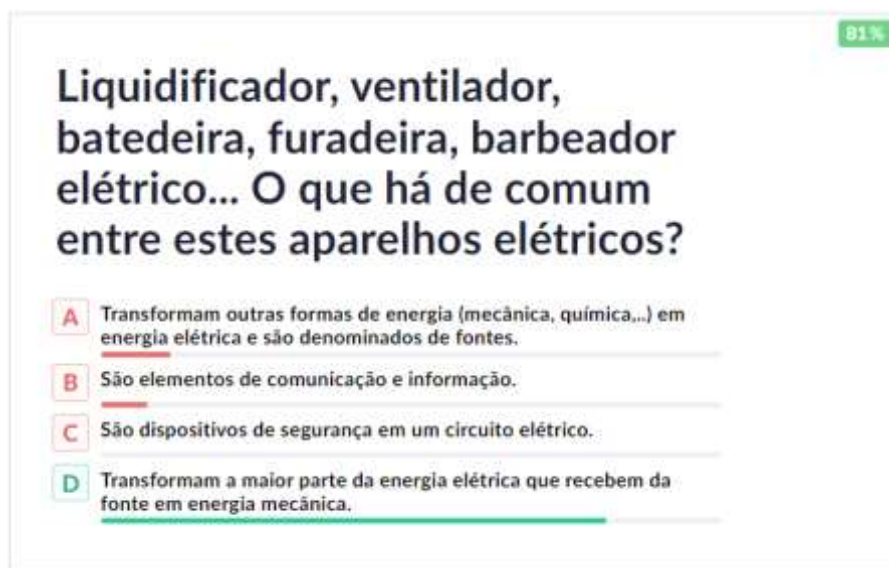 81%
Liquidificador, ventilador,
batedeira, furadeira, barbeador
elétrico... O que há de comum
entre estes aparelhos elétricos?
A Transformam outras formas de energia (mecânica, química,..) em
energia elétrica e são denominados de fontes.
B São elementos de comunicação e informação.
C São dispositivos de segurança em um circuito elétrico.
D Transformam a maior parte da energia elétrica que recebem da
fonte em energia mecânica.